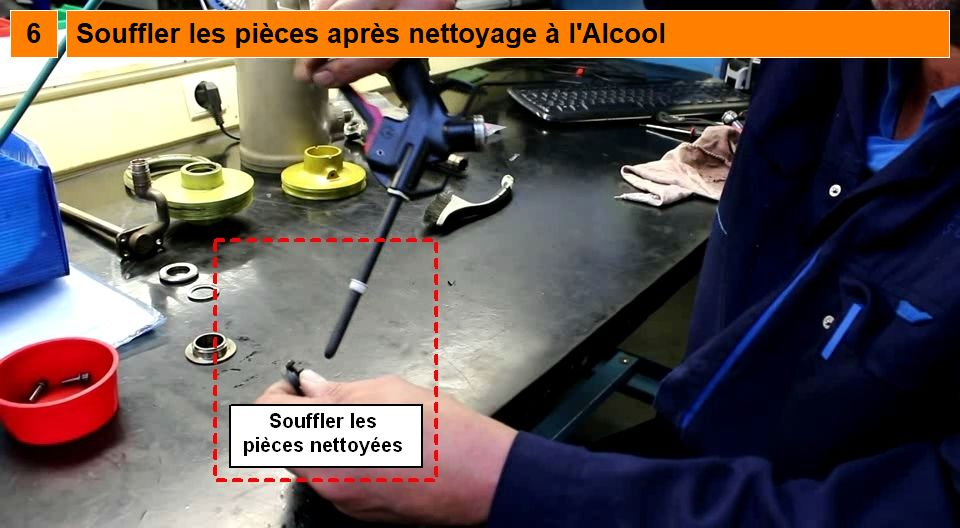 6 Souffler les pièces après nettoyage à l'Alcool
Souffler les
pièces nettoyées